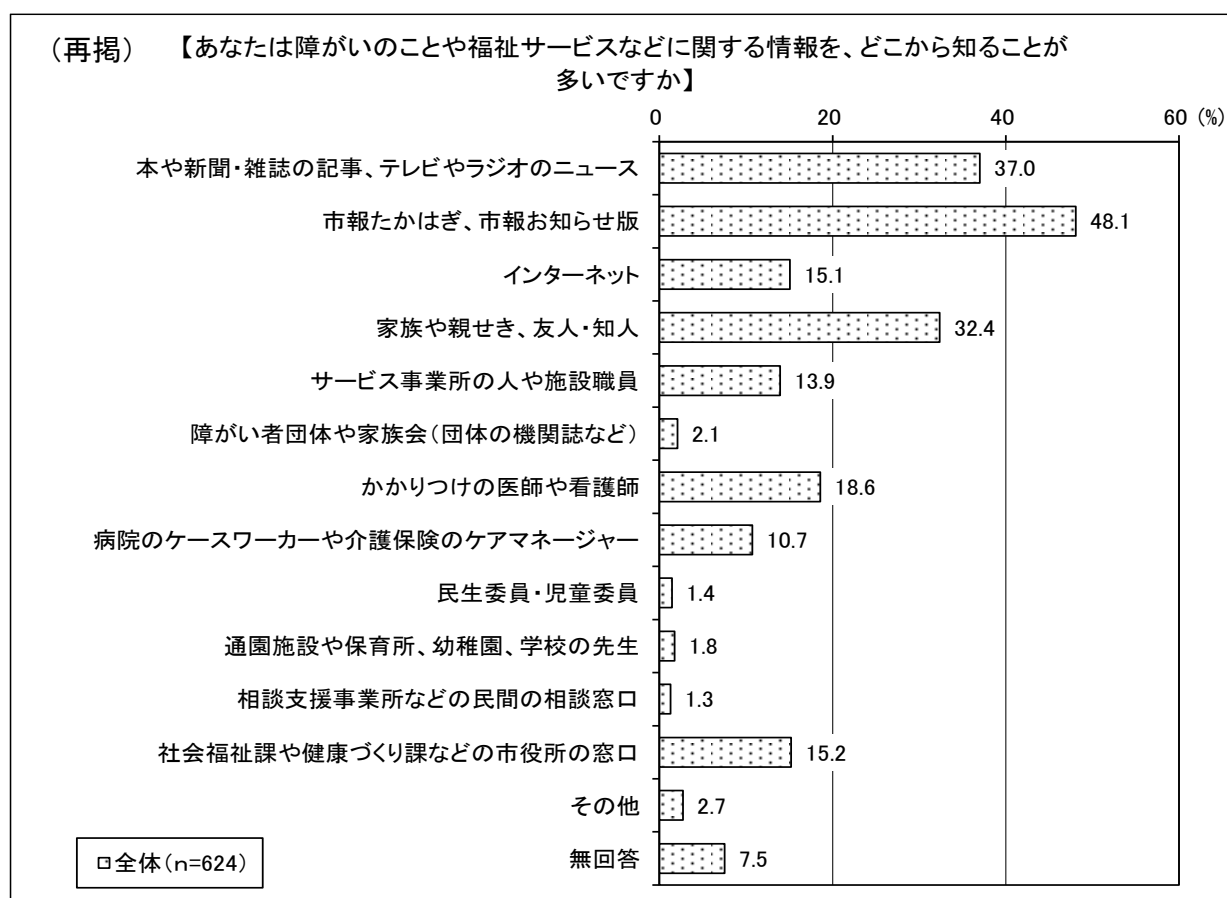 (再掲) 【あなたは障がいのことや福祉サービスなどに関する情報を、どこから知ることが
多いですか】
0 20 40 60 (%)
本や新聞・雑誌の記事、テレビやラジオのニュース 37.0
市報たかはぎ、市報お知らせ版 48.1
インターネット 15.1
家族や親せき、友人・知人 32.4
サービス事業所の人や施設職員 13.9
障がい者団体や家族会(団体の機関誌など) 2.1
かかりつけの医師や看護師 18.6
病院のケースワーカーや介護保険のケアマネージャー 10.7
民生委員・児童委員 1.4
通園施設や保育所、幼稚園、学校の先生 1.8
相談支援事業所などの民間の相談窓口 1.3
社会福祉課や健康づくり課などの市役所の窓口 15.2
その他 2.7
無回答 7.5
全体(n=624)